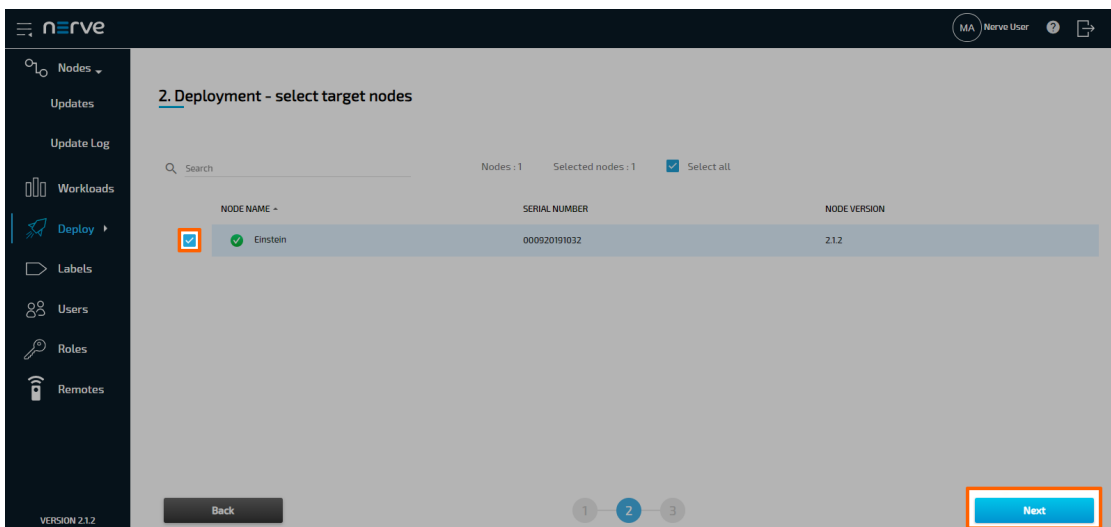 nerve
MA Nerve User ?
Nodes
Updates
Update Log
Workloads
Deploy
Labels
Users
Roles
Remotes
VERSION 2.1.2
2. Deployment - select target nodes
Search
Nodes : 1 Selected nodes : 1 Select all
NODE NAME SERIAL NUMBER NODE VERSION
Einstein 000920191032 2.1.2
Back 1 2 3 Next